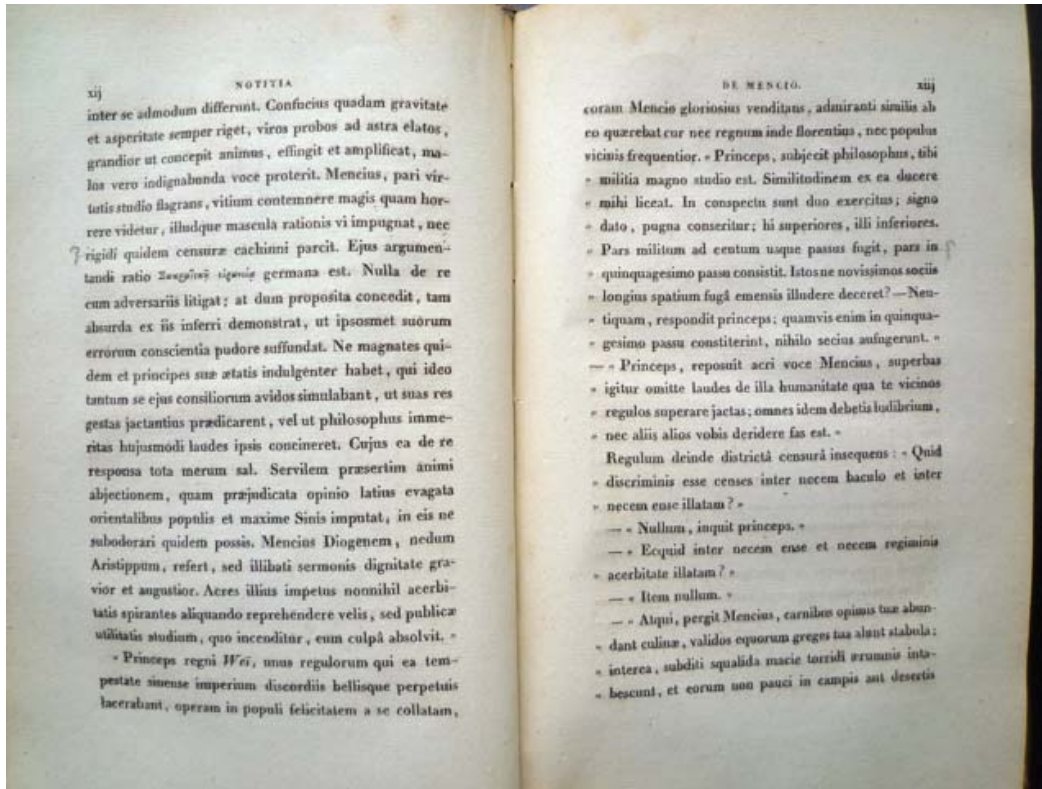 xij
NOTITIA
inter se admodum differunt. Confucius quadam gravitate
et asperitate semper riget, viros probos ad astra elatos,
grandior ut concepit animus, effingit et amplificat, ma-
los vero indignabonda voce proterit. Mencius, pari vir-
tutis studio flagrans, vitium contemnere magis quam hor-
rere videtur, illudque mascula rationis vi impugnat, nec
rigidi quidem censuræ cachinni parcit. Ejus argumen-
tandi ratio germana est. Nulla de re
cum adversariis litigat; at dum proposita concedit, tam
absurda ex iis inferri demonstrat, ut ipsosmet suorum
errorum conscientia pudore suffundat. Ne magnates qui-
dem et principes suæ ætatis indulgenter habet, qui ideo
tantum se ejus consiliorum avidos simulabant, ut suas res
gestas jactantius prædicarent, vel ut philosophus imme-
ritas hujusmodi laudes ipsis concineret. Cujus ea de re
responsa tota merum sal. Servilem præsertim animi
abjectionem, quam præjudicata opinio latius evagata
orientalibus populis et maxime Sinis imputat, in eis ne
subodorari quidem possis. Mencius Diogenem, nedum
Aristippum, refert, sed illibati sermonis dignitate gra-
vior et augustior. Acres illius impetus nonnihil acerbi-
tatis spirantes aliquando reprehendere velis, sed publicæ
utilitatis studium, quo incenditur, eum culpâ absolvit. »
« Princeps regni Weï, unus regulorum qui ea tem-
pestate sinense imperium discordiis bellisque perpetuis
lacerabant, operam in populi felicitatem a se collatam,
DE MENCIO.
xiij
coram Mencio gloriosius venditans, admiranti similis ab
eo quærebat cur nec regnum inde florentius, nec populus
vicinis frequentior. « Princeps, subjecit philosophus, tibi
« militia magno studio est. Similitudinem ex ea ducere
« mihi liceat. In conspectu sunt duo exercitus; signo
« dato, pugna conseritur; hi superiores, illi inferiores.
« Pars militum ad centum usque passus fugit, pars in
« quinquagesimo passu consistit. Istos ne novissimos sociis
« longius spatium fugâ emensis illudere deceret? — Neu-
« tiquam, respondit princeps; quamvis enim in quinqua-
« gesimo passu constiterint, nihilo secius aufugerunt. »
— « Princeps, reposuit acri voce Mencius, superbas
« igitur omitte laudes de illa humanitate qua te vicinos
« regulos superare jactas; omnes idem debetis ludibrium,
« nec aliis alios vobis deridere fas est. »
Regulum deinde districtâ censurâ insequens: « Quid
« discriminis esse censes inter necem baculo et inter
« necem ense illatam? »
— « Nullum, inquit princeps. »
— « Ecquid inter necem ense et necem regiminis
« acerbitate illatam? »
— « Item nullum. »
— « Atqui, pergit Mencius, carnibus opimis tuæ abun-
« dant culinæ, validos equorum greges tua alunt stabula;
« interea, subditi squalida macie torridi ærumnis inta-
« bescunt, et eorum non pauci in campis aut desertis